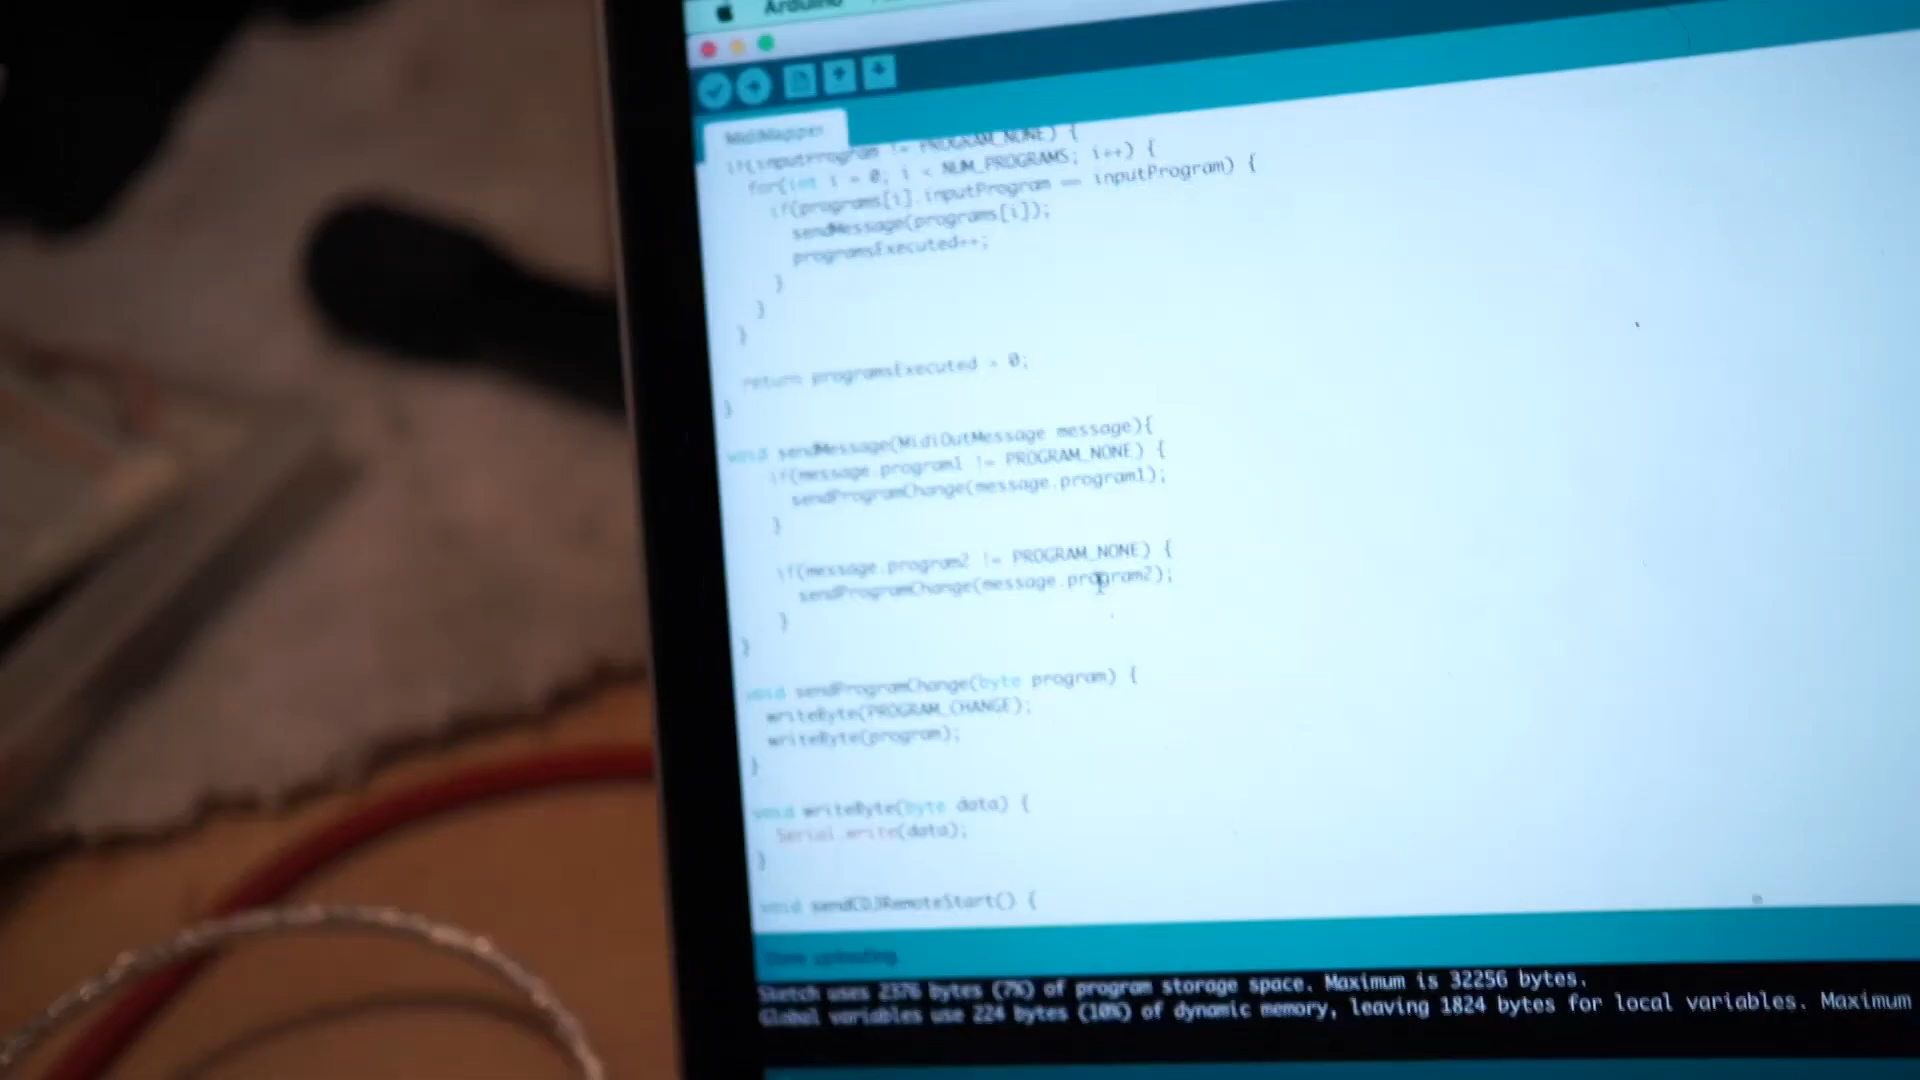 Arduino
MidiMapper
if(inputProgram != PROGRAM_NONE) {
for(int i = 0; i < NUM_PROGRAMS; i++) {
if(programs[i].inputProgram == inputProgram) {
sendMessage(programs[i]);
programsExecuted++;
}
}
}
return programsExecuted > 0;
}
void sendMessage(MidiOutMessage message){
if(message.program1 != PROGRAM_NONE) {
sendProgramChange(message.program1);
}
if(message.program2 != PROGRAM_NONE) {
sendProgramChange(message.program2);
}
}
void sendProgramChange(byte program) {
writeByte(PROGRAM_CHANGE);
writeByte(program);
}
void writeByte(byte data) {
Serial.write(data);
}
void sendCDJRemoteStart() {
Done uploading.
Sketch uses 2376 bytes (7%) of program storage space. Maximum is 32256 bytes.
Global variables use 224 bytes (10%) of dynamic memory, leaving 1824 bytes for local variables. Maximum